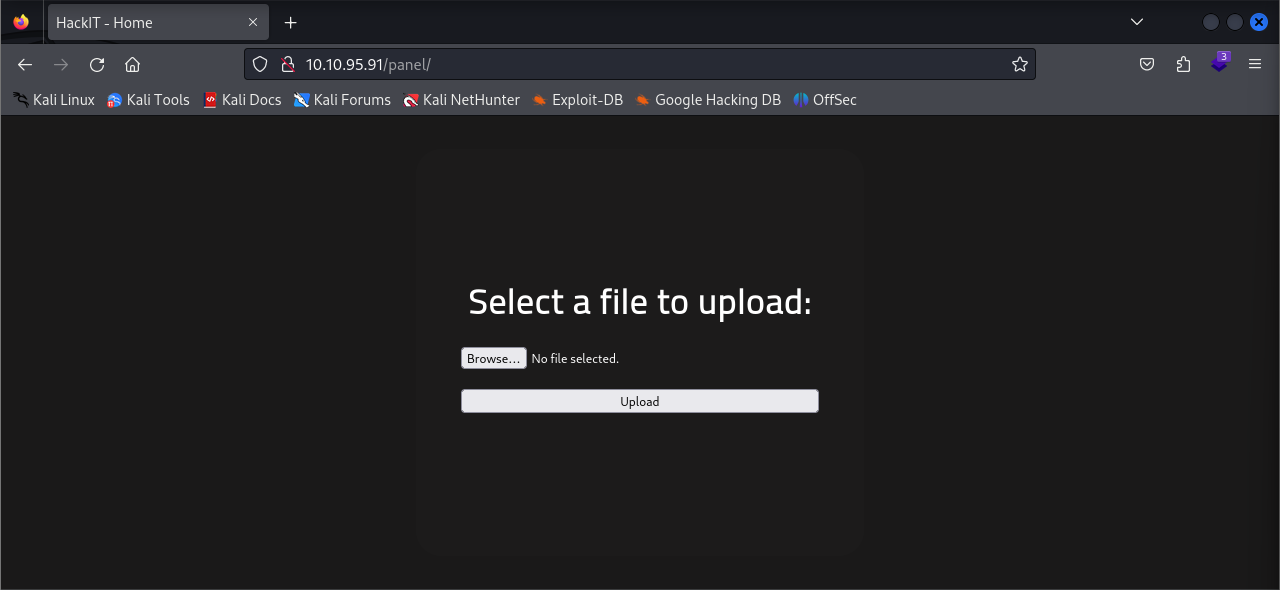 HackIT - Home
10.10.95.91/panel/
3
Kali Linux Kali Tools Kali Docs Kali Forums Kali NetHunter Exploit-DB Google Hacking DB OffSec
Select a file to upload:
Browse... No file selected.
Upload